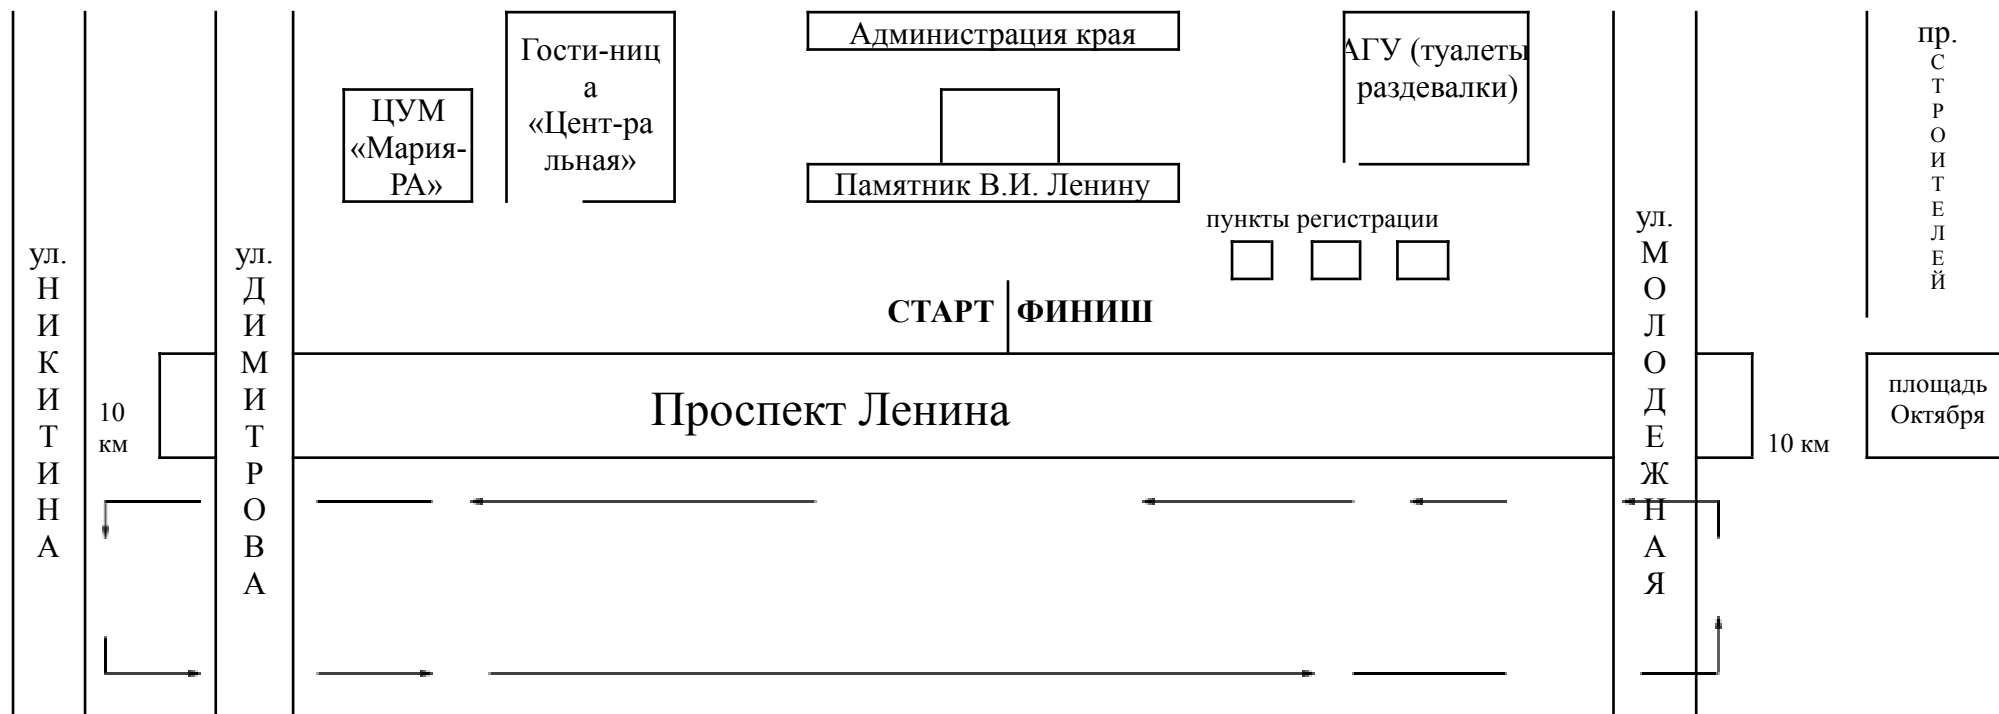 Администрация края
Гости-ниц
а
«Цент-ра
льная»
АГУ (туалеты
раздевалки)
пр.
С
Т
Р
О
И
Т
Е
Л
Е
Й
ЦУМ
«Мария-
РА»
Памятник В.И. Ленину
пункты регистрации
ул.
Н
И
К
И
Т
И
Н
А
ул.
Д
И
М
И
Т
Р
О
В
А
ул.
М
О
Л
О
Д
Е
Ж
Н
А
Я
СТАРТ ФИНИШ
10
км
Проспект Ленина
10 км
площадь
Октября